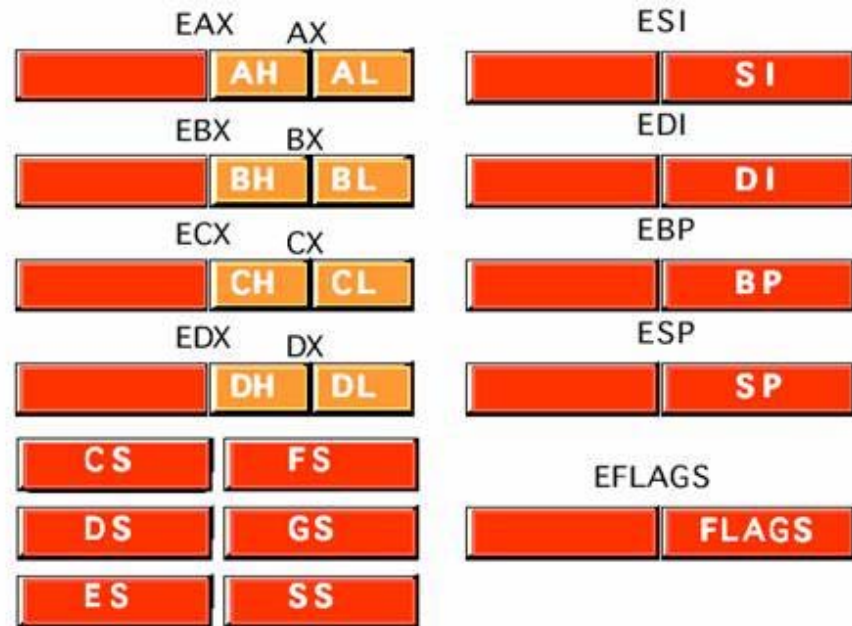 EAX AX
AH AL
EBX BX
BH BL
ECX CX
CH CL
EDX DX
DH DL
CS FS
DS GS
ES SS
ESI
SI
EDI
DI
EBP
BP
ESP
SP
EFLAGS
FLAGS